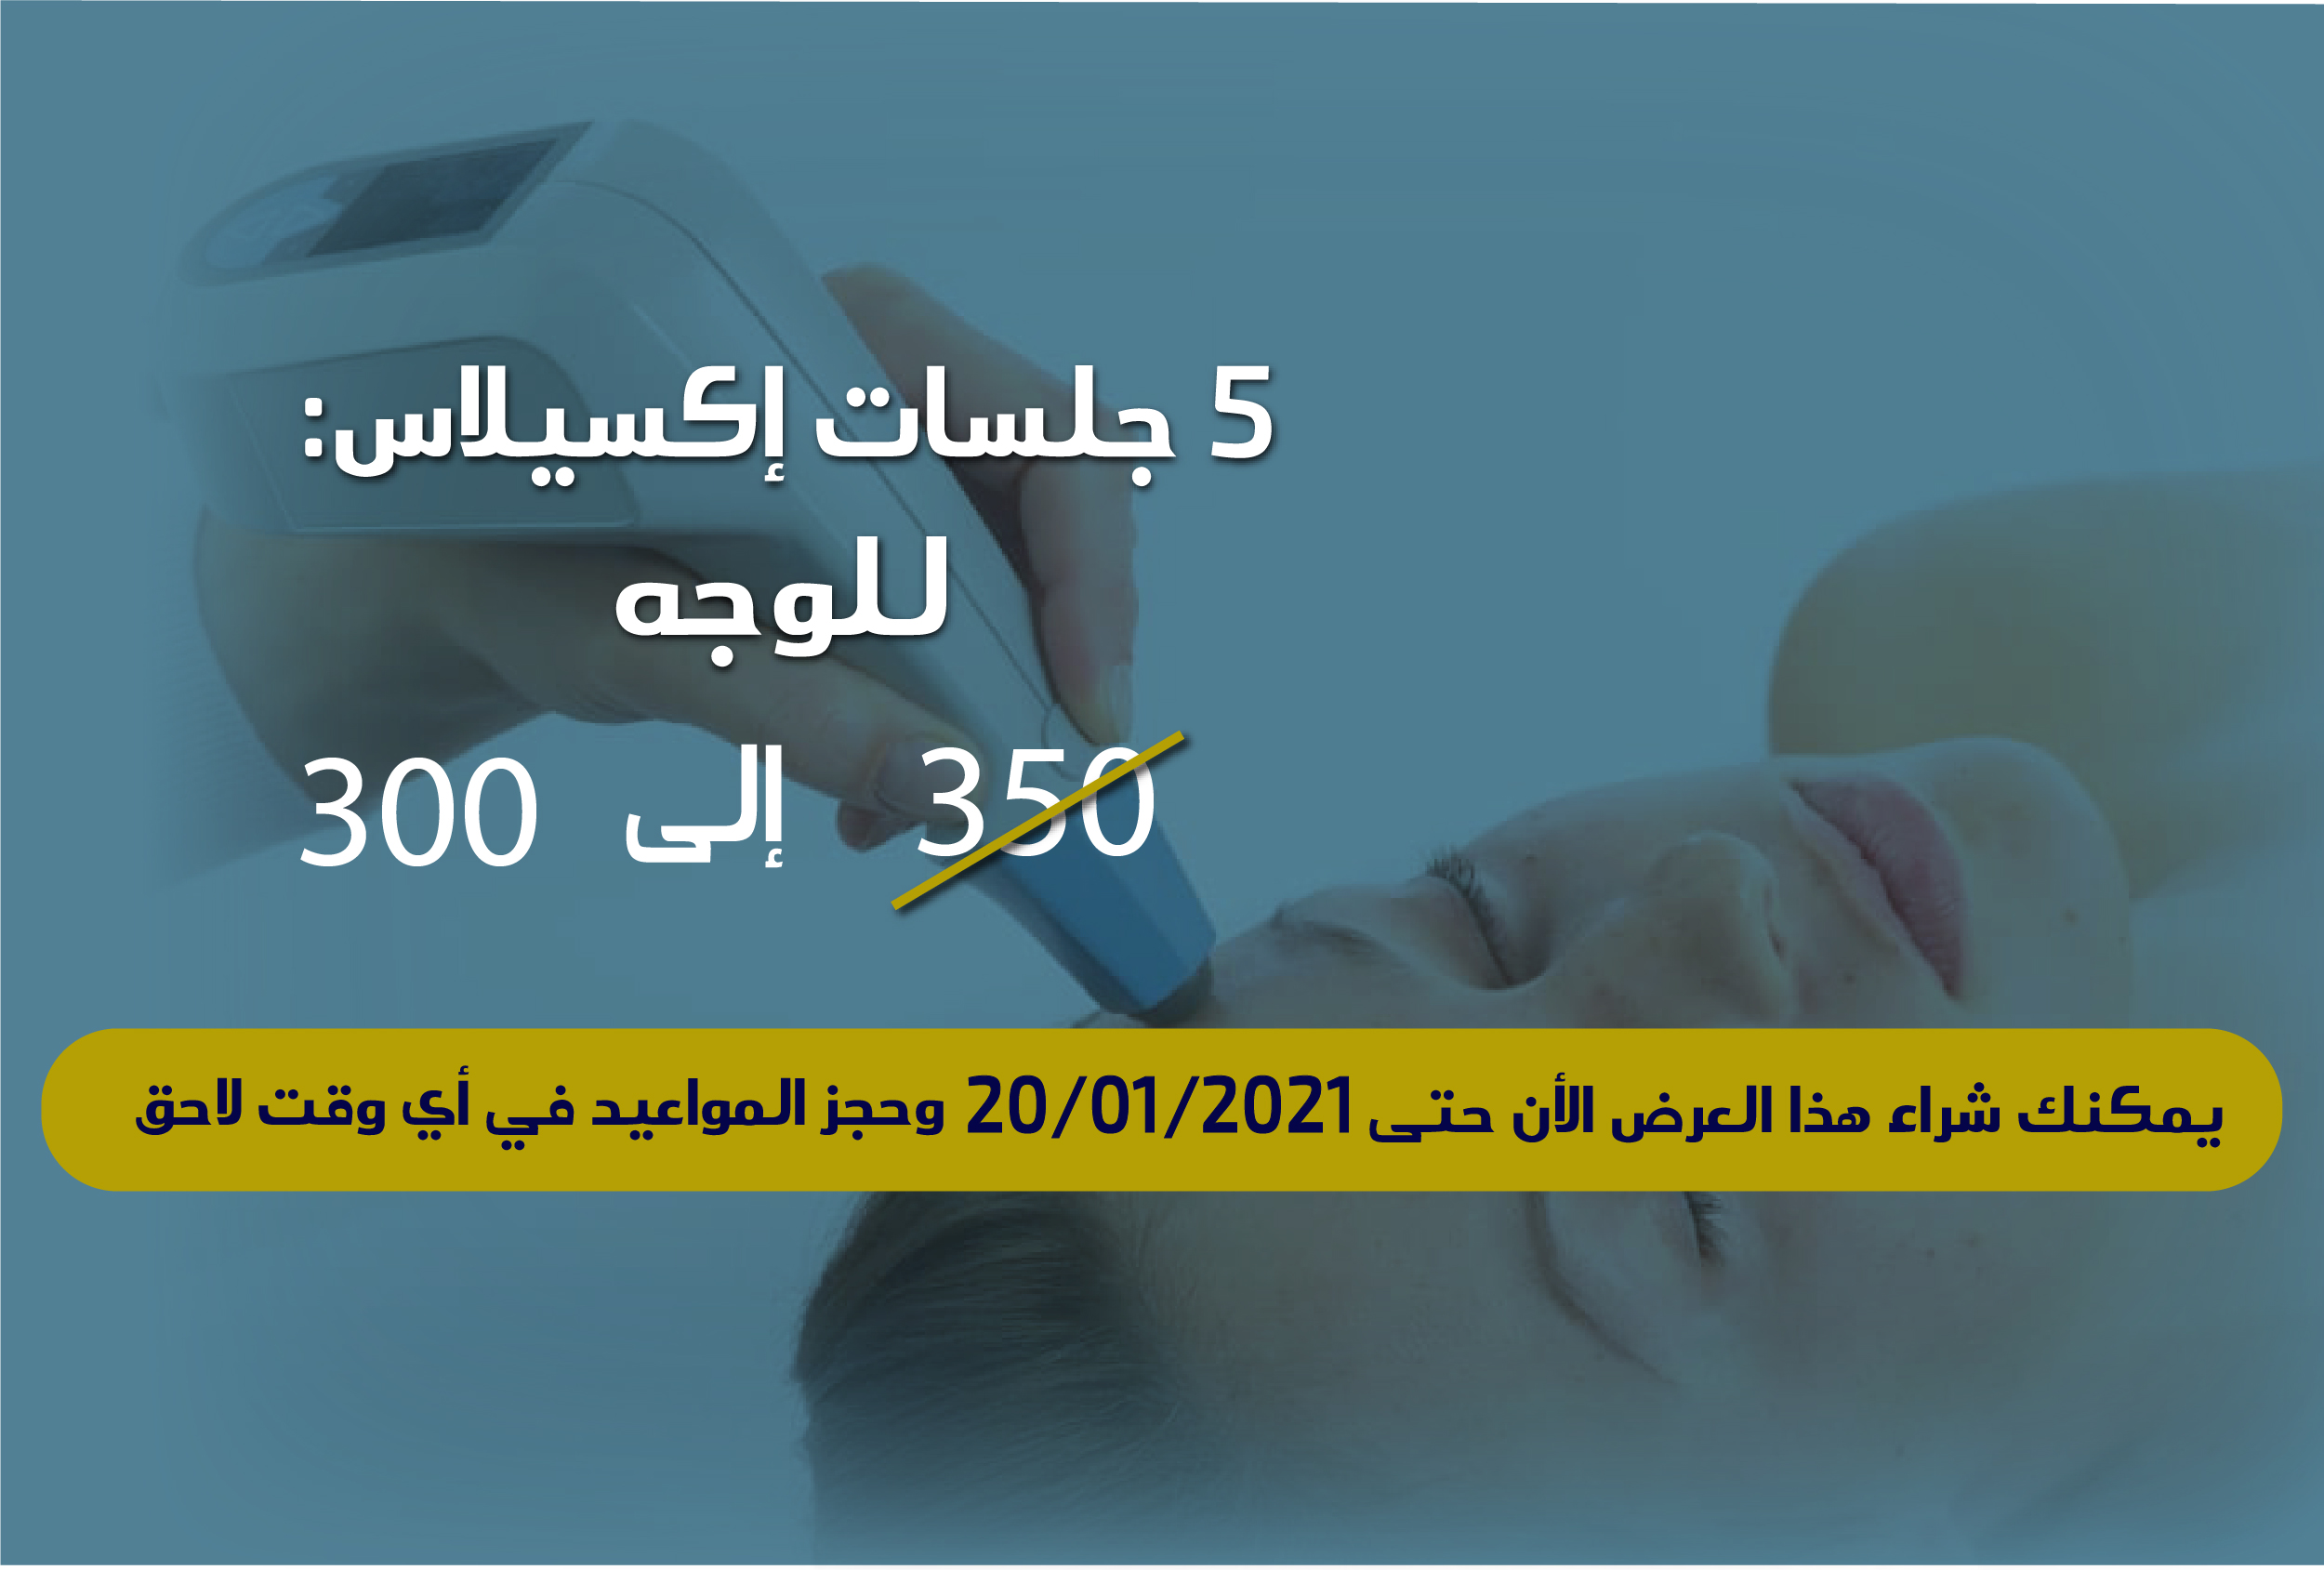 5 جلسات إكسيلاس:
للوجه
350 إلى 300
يمكنك شراء هذا العرض الأن حتى 20/01/2021 وحجز المواعيد في أي وقت لاحق